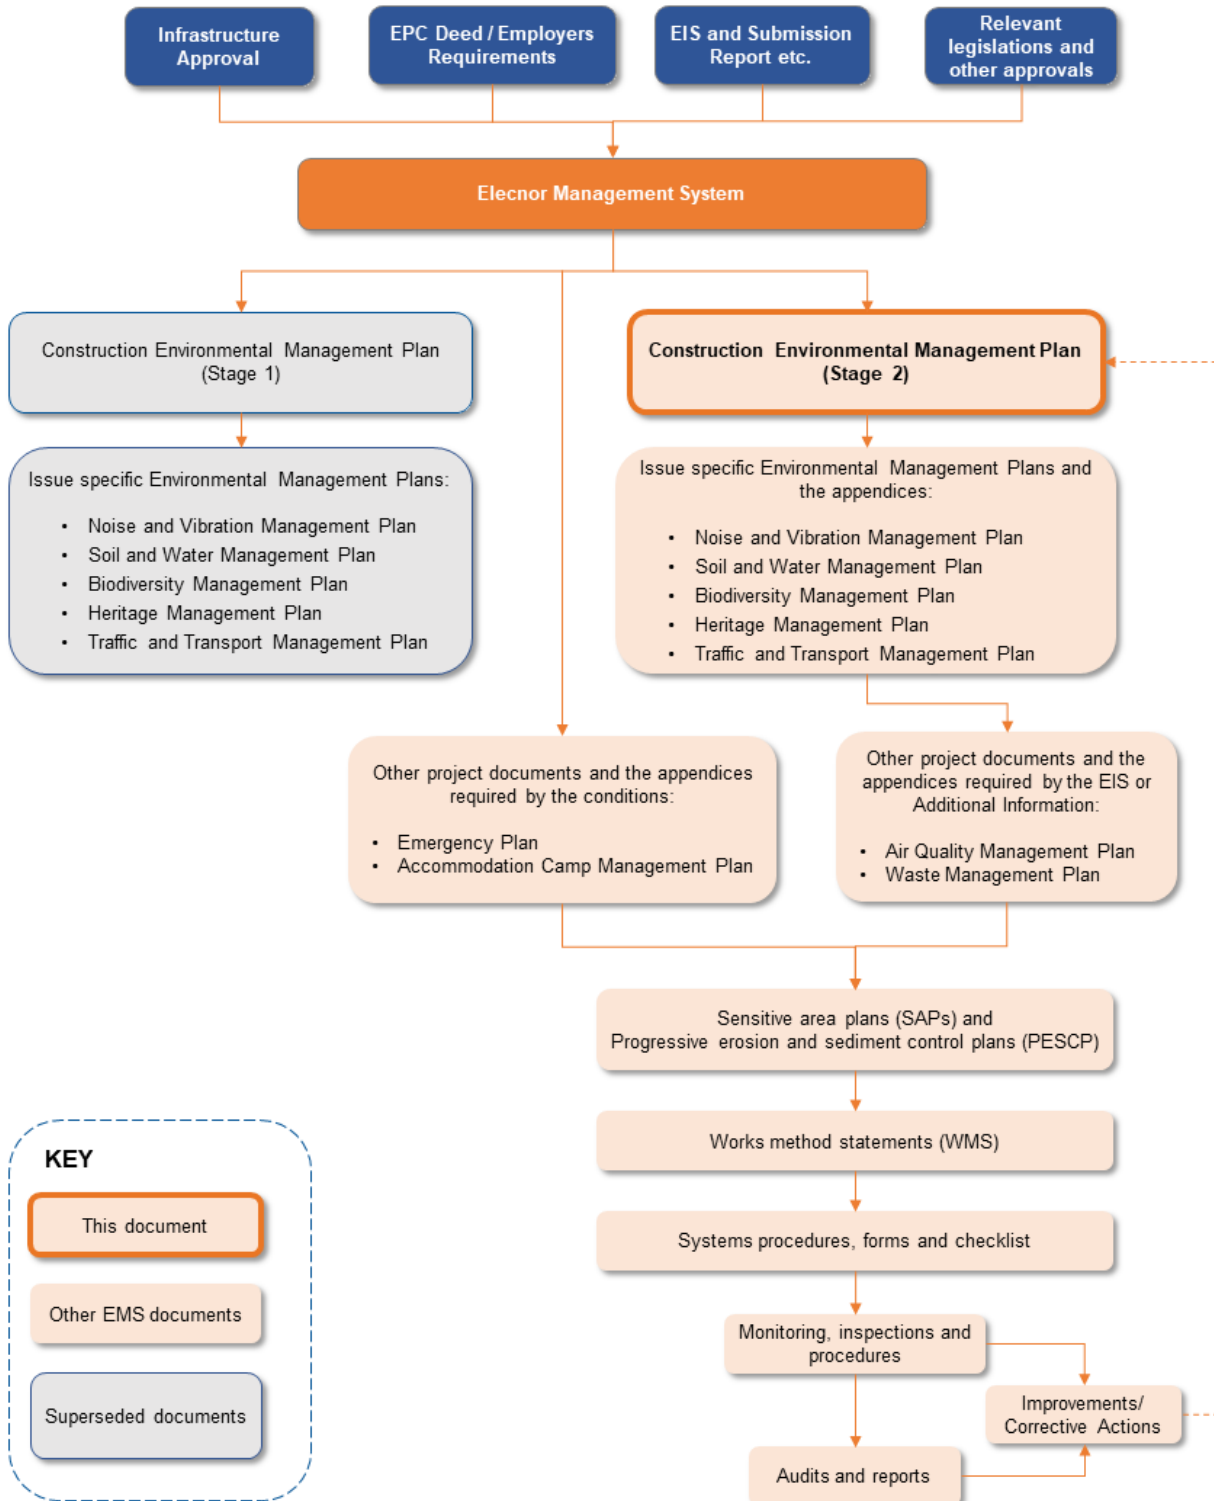 Infrastructure
Approval
EPC Deed / Employers
Requirements
EIS and Submission
Report etc.
Relevant
legislations and
other approvals
Elecnor Management System
Construction Environmental Management Plan
(Stage 1)
Construction Environmental Management Plan
(Stage 2)
Issue specific Environmental Management Plans:
• Noise and Vibration Management Plan
• Soil and Water Management Plan
• Biodiversity Management Plan
• Heritage Management Plan
• Traffic and Transport Management Plan
Issue specific Environmental Management Plans and
the appendices:
• Noise and Vibration Management Plan
• Soil and Water Management Plan
• Biodiversity Management Plan
• Heritage Management Plan
• Traffic and Transport Management Plan
Other project documents and the appendices
required by the conditions:
• Emergency Plan
• Accommodation Camp Management Plan
Other project documents and the
appendices required by the EIS or
Additional Information:
• Air Quality Management Plan
• Waste Management Plan
Sensitive area plans (SAPs) and
Progressive erosion and sediment control plans (PESCP)
Works method statements (WMS)
Systems procedures, forms and checklist
Monitoring, inspections and
procedures
Improvements/
Corrective Actions
Audits and reports
KEY
This document
Other EMS documents
Superseded documents